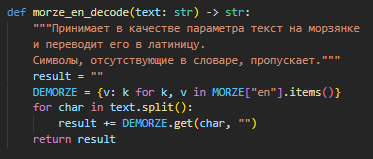 def morze_en_decode(text: str) -> str:
    """Принимает в качестве параметра текст на морзянке
    и переводит его в латиницу.
    Символы, отсутствующие в словаре, пропускает."""
    result = ""
    DEMORZE = {v: k for k, v in MORZE["en"].items()}
    for char in text.split():
        result += DEMORZE.get(char, "")
    return result